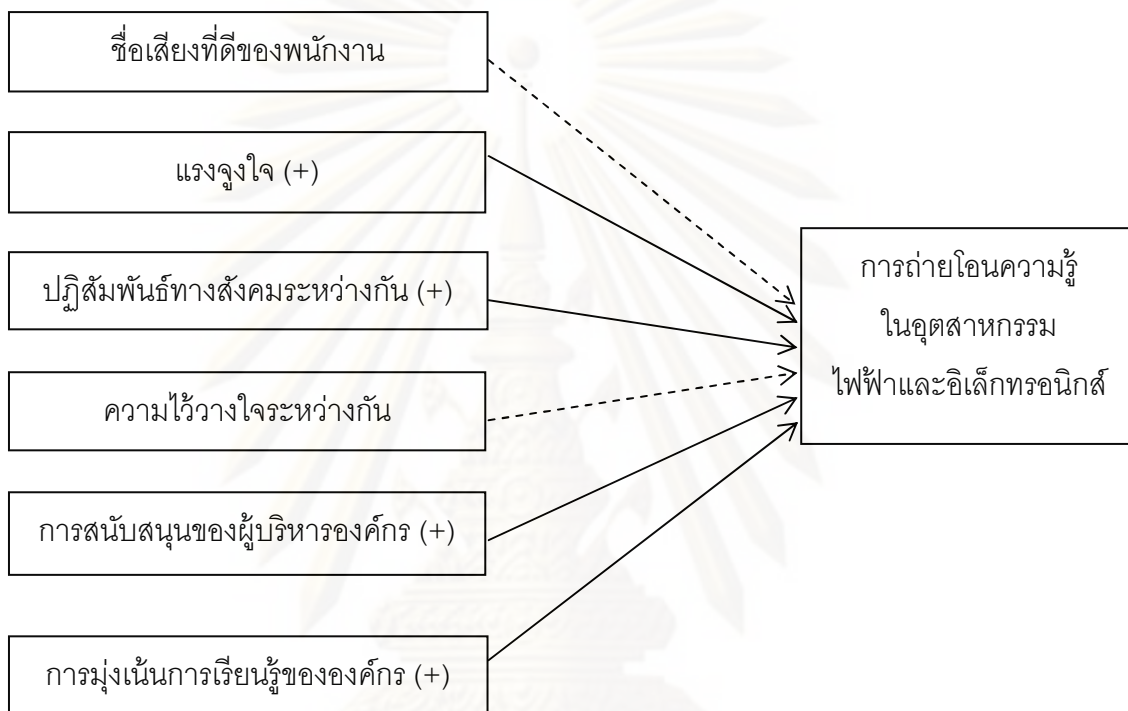 ชื่อเสียงที่ดีของพนักงาน
แรงจูงใจ (+)
ปฏิสัมพันธ์ทางสังคมระหว่างกัน (+)
ความไว้วางใจระหว่างกัน
การสนับสนุนของผู้บริหารองค์กร (+)
การมุ่งเน้นการเรียนรู้ขององค์กร (+)
การถ่ายโอนความรู้
ในอุตสาหกรรม
ไฟฟ้าและอิเล็กทรอนิกส์